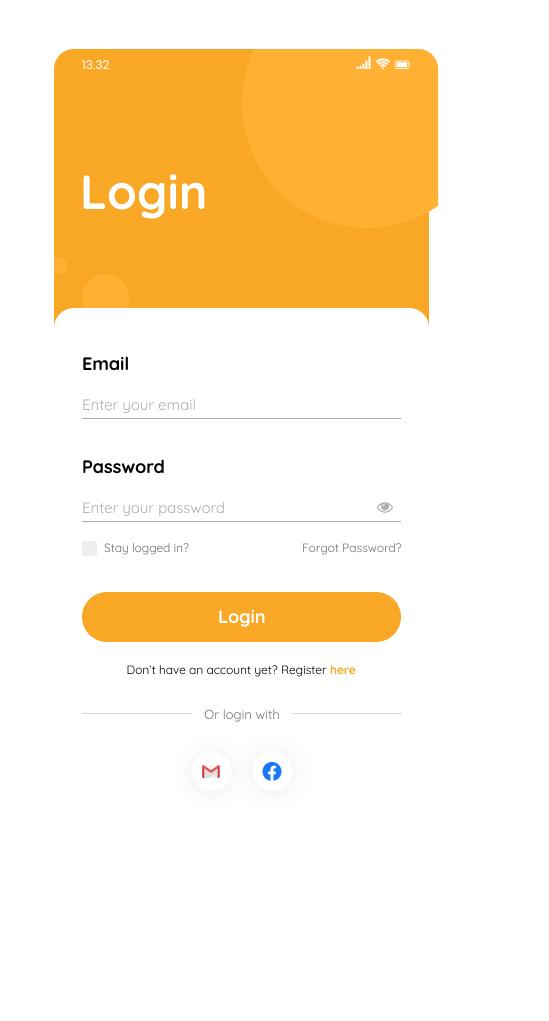 13.32
Login
Email
Enter your email
Password
Enter your password
Stay logged in? Forgot Password?
Login
Don't have an account yet? Register here
Or login with